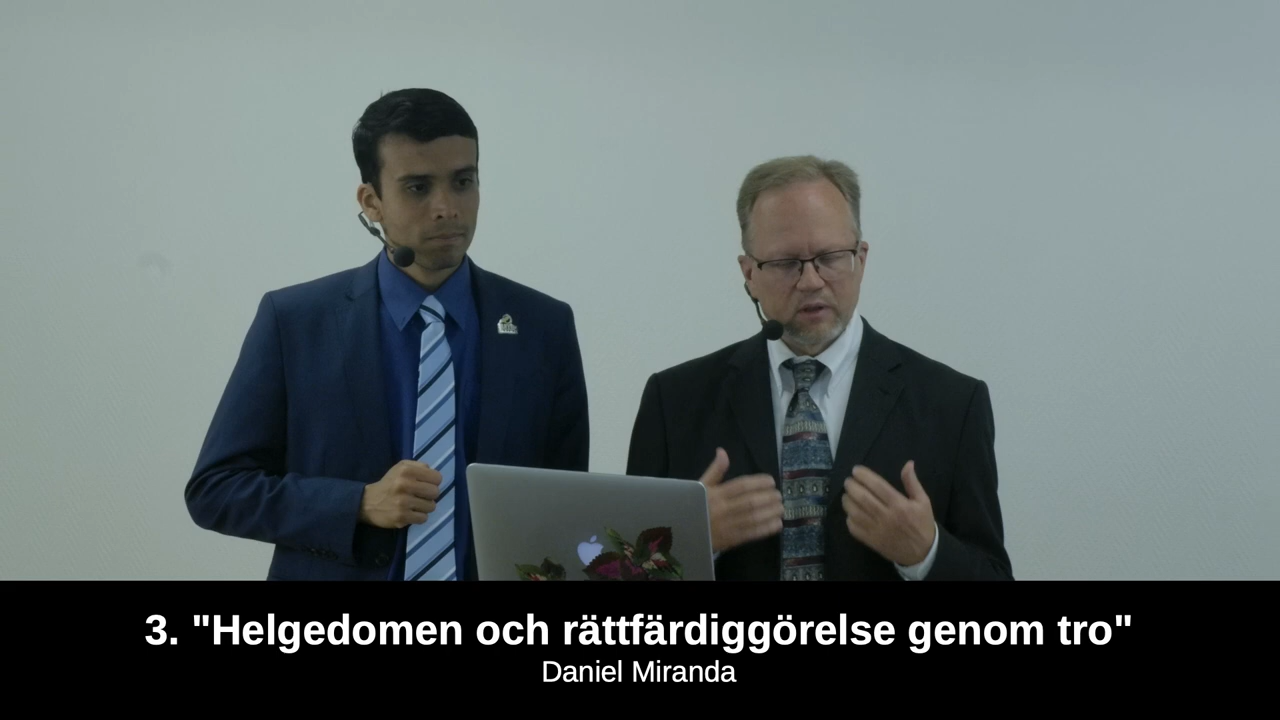 3. "Helgedomen och rättfärdiggörelse genom tro"
Daniel Miranda